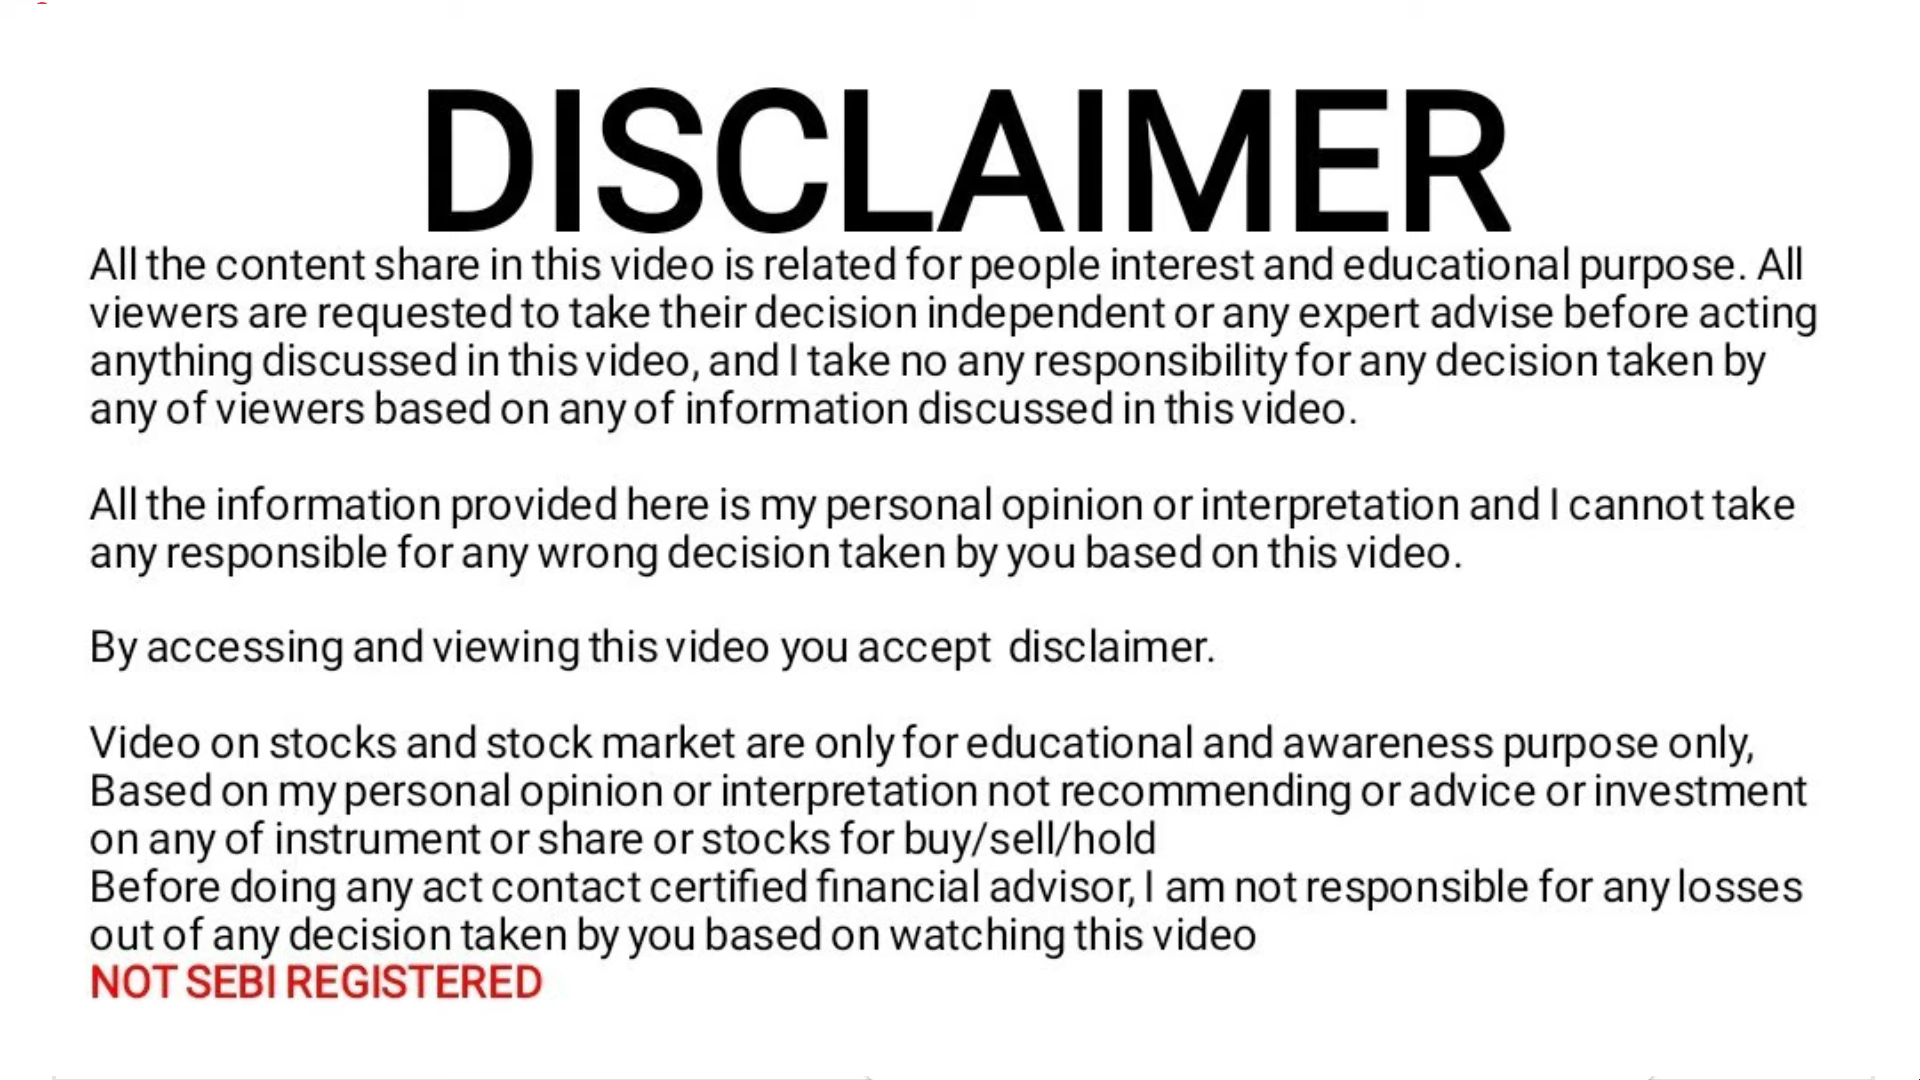 DISCLAIMER
All the content share in this video is related for people interest and educational purpose. All
viewers are requested to take their decision independent or any expert advise before acting
anything discussed in this video, and I take no any responsibility for any decision taken by
any of viewers based on any of information discussed in this video.
All the information provided here is my personal opinion or interpretation and I cannot take
any responsible for any wrong decision taken by you based on this video.
By accessing and viewing this video you accept disclaimer.
Video on stocks and stock market are only for educational and awareness purpose only,
Based on my personal opinion or interpretation not recommending or advice or investment
on any of instrument or share or stocks for buy/sell/hold
Before doing any act contact certified financial advisor, I am not responsible for any losses
out of any decision taken by you based on watching this video
NOT SEBI REGISTERED